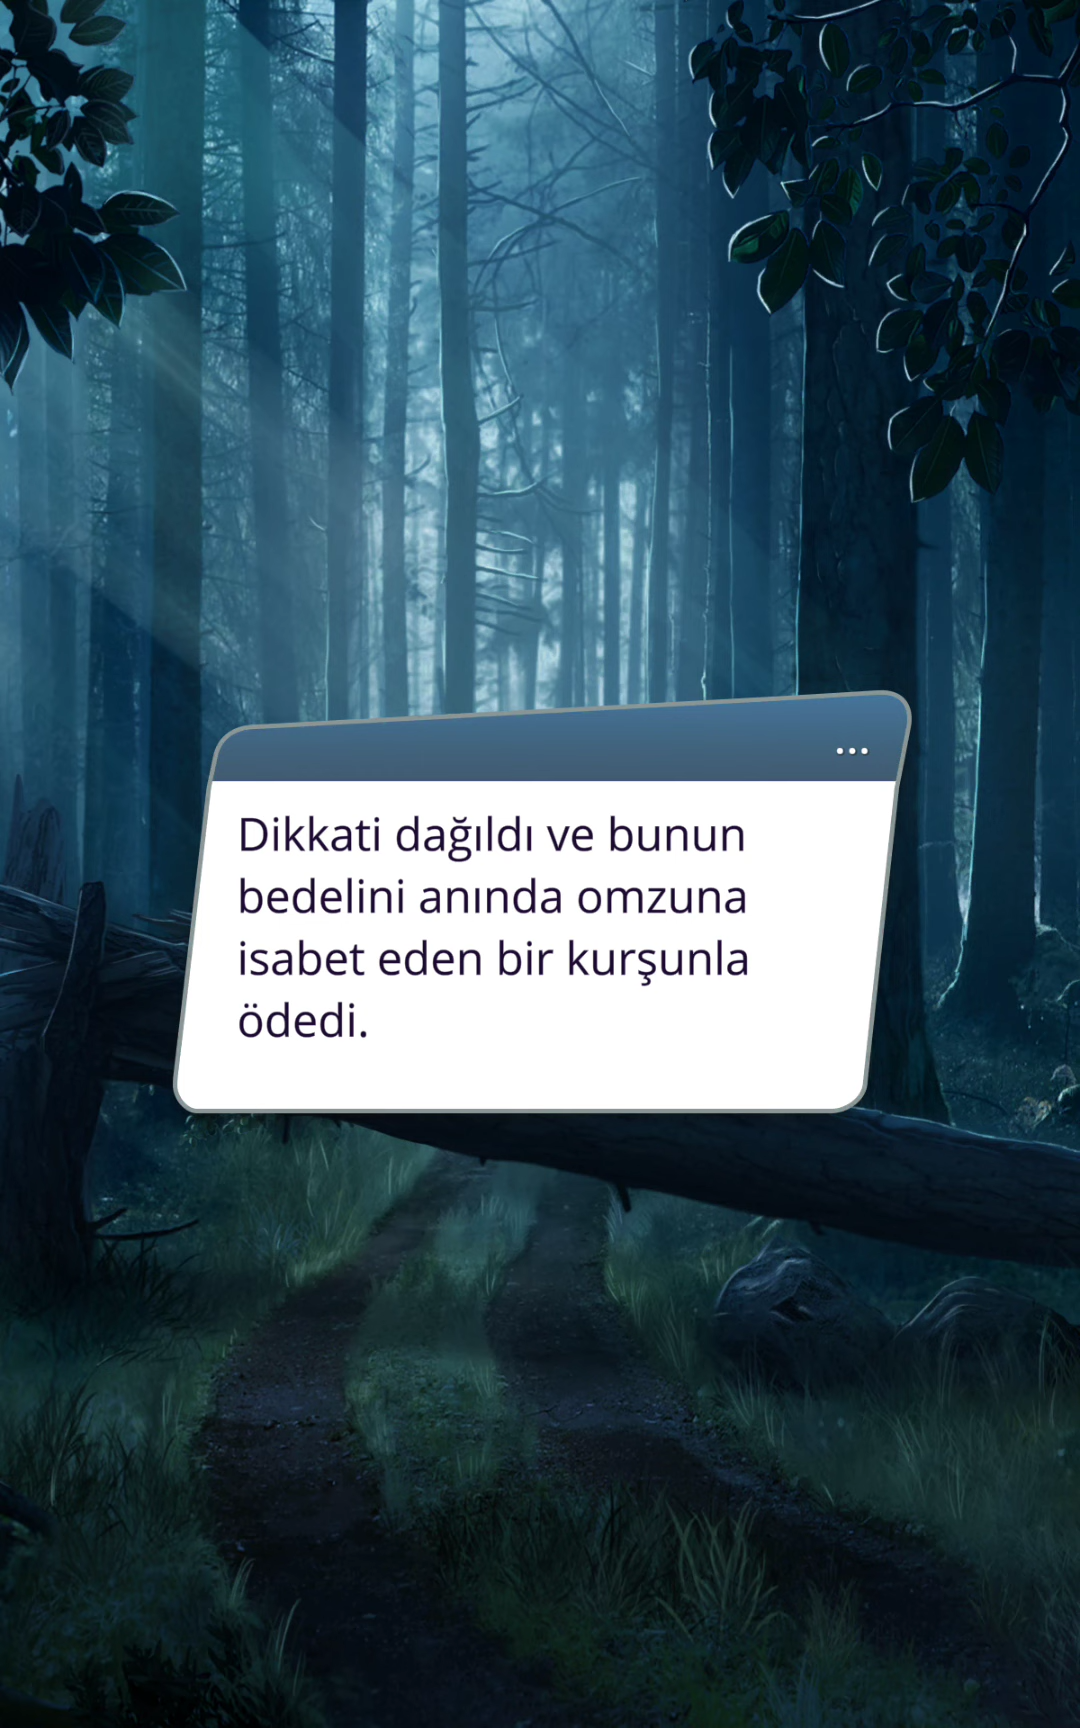 Dikkati dağıldı ve bunun
bedelini anında omzuna
isabet eden bir kurşunla
ödedi.